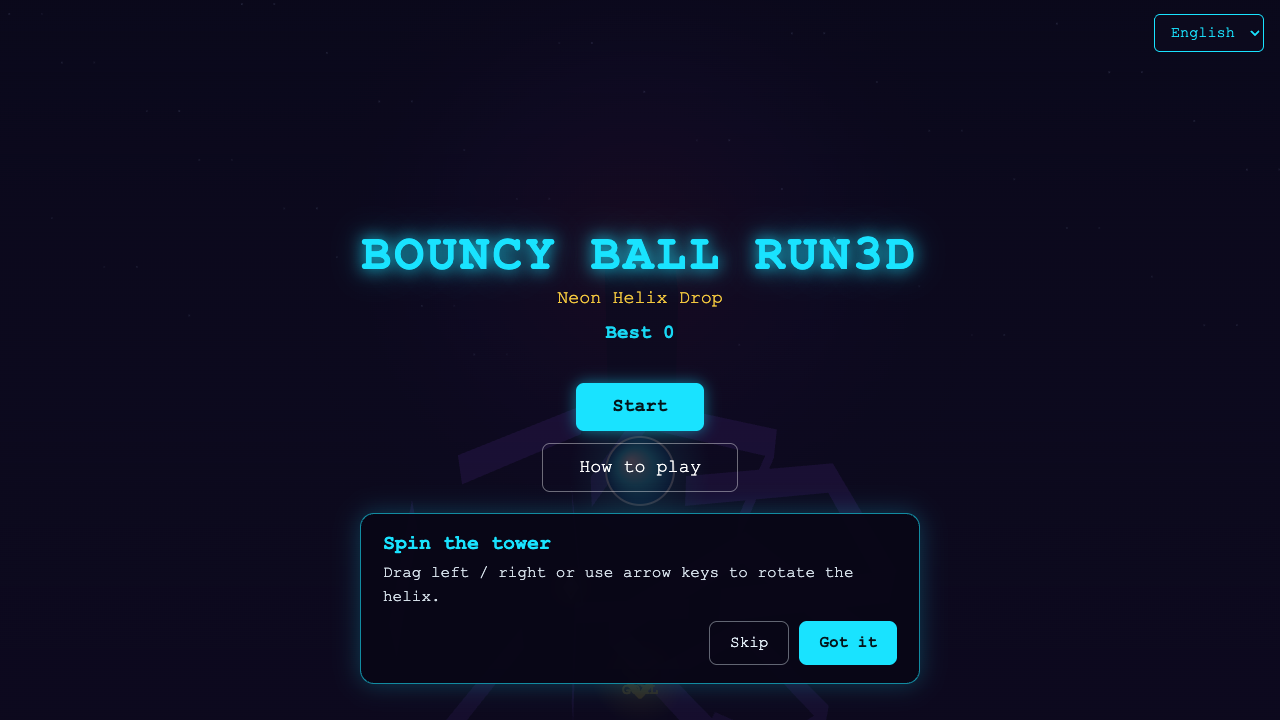 English
BOUNCY BALL RUN3D
Neon Helix Drop
Best 0
Start
How to play
Spin the tower
Drag left / right or use arrow keys to rotate the
helix.
Skip
Got it